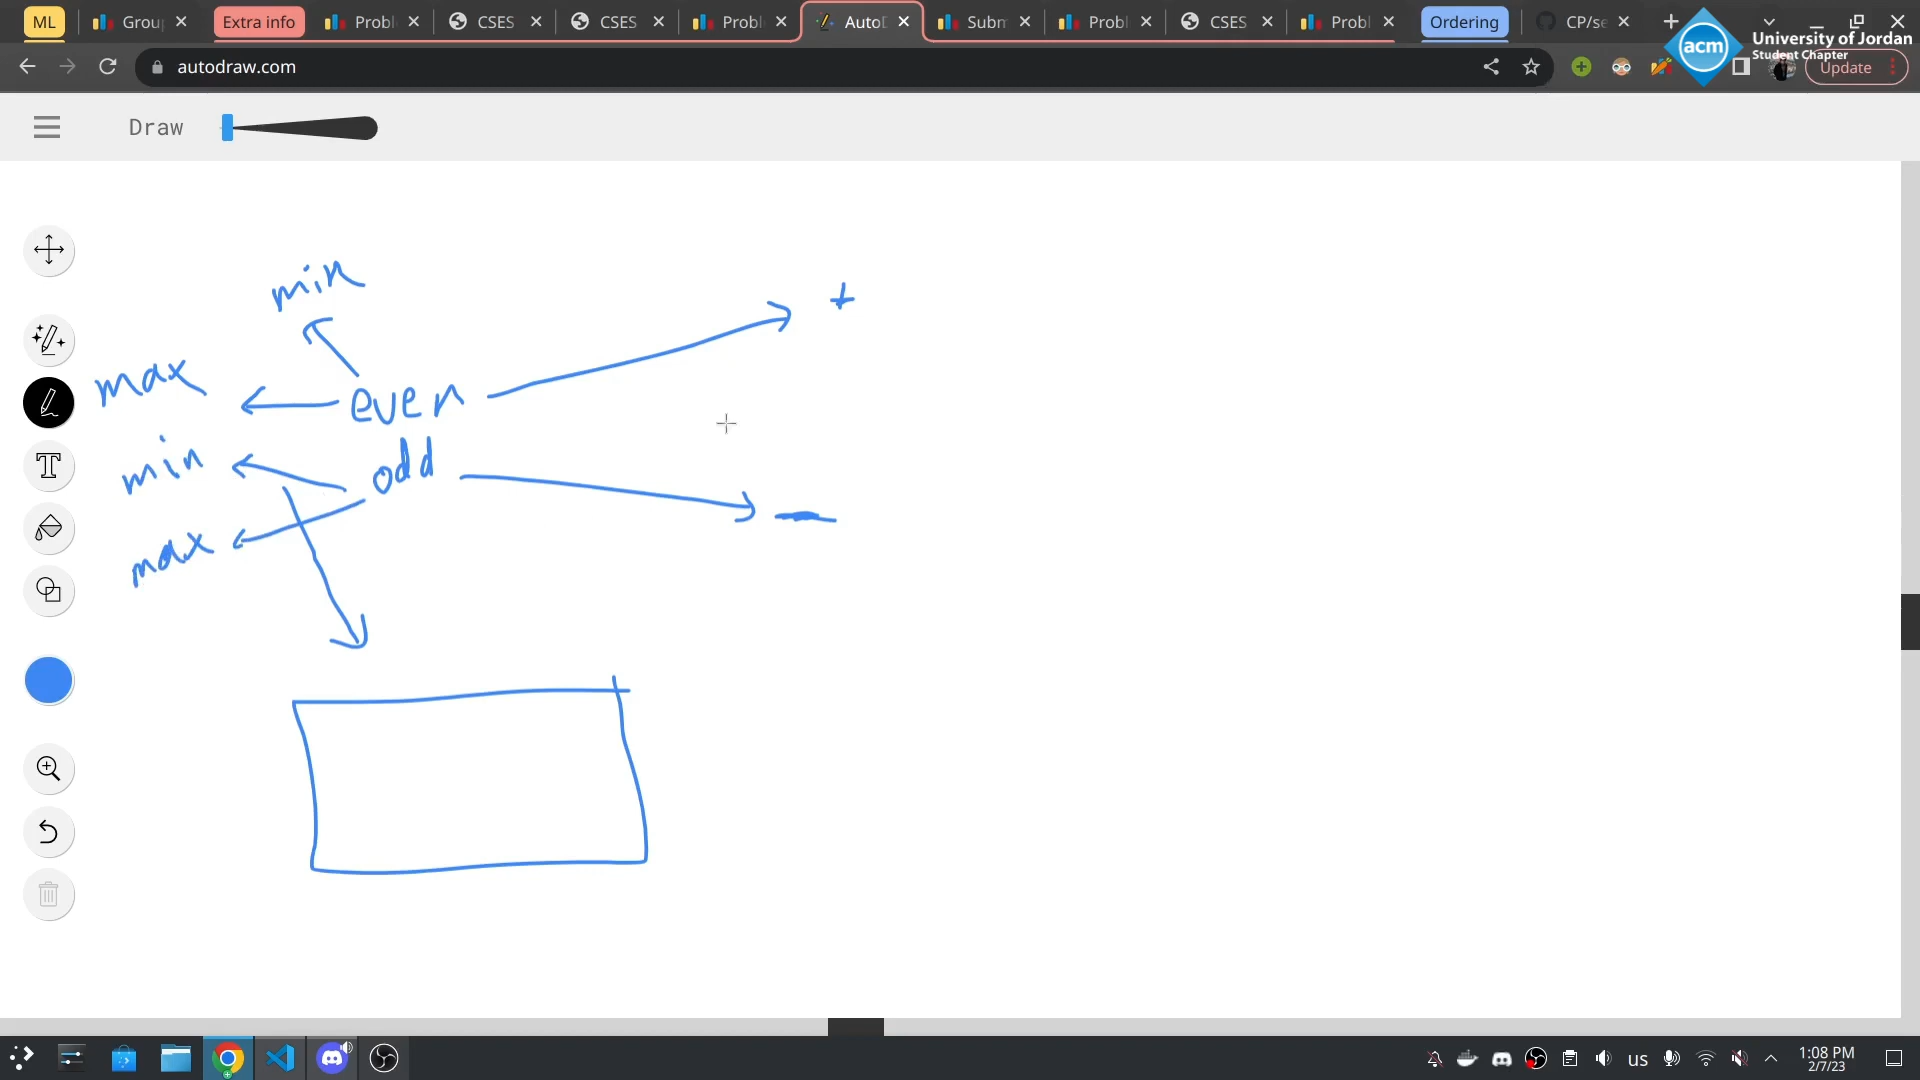 ML
Grou
Extra info
Probl
CSES
CSES
Probl
AutoD
Subm
Probl
CSES
Probl
Ordering
CP/se
acm
University of Jordan
Student Chapter
autodraw.com
Update
Draw
min
+
max
even
min
odd
max
us
1:08 PM
2/7/23